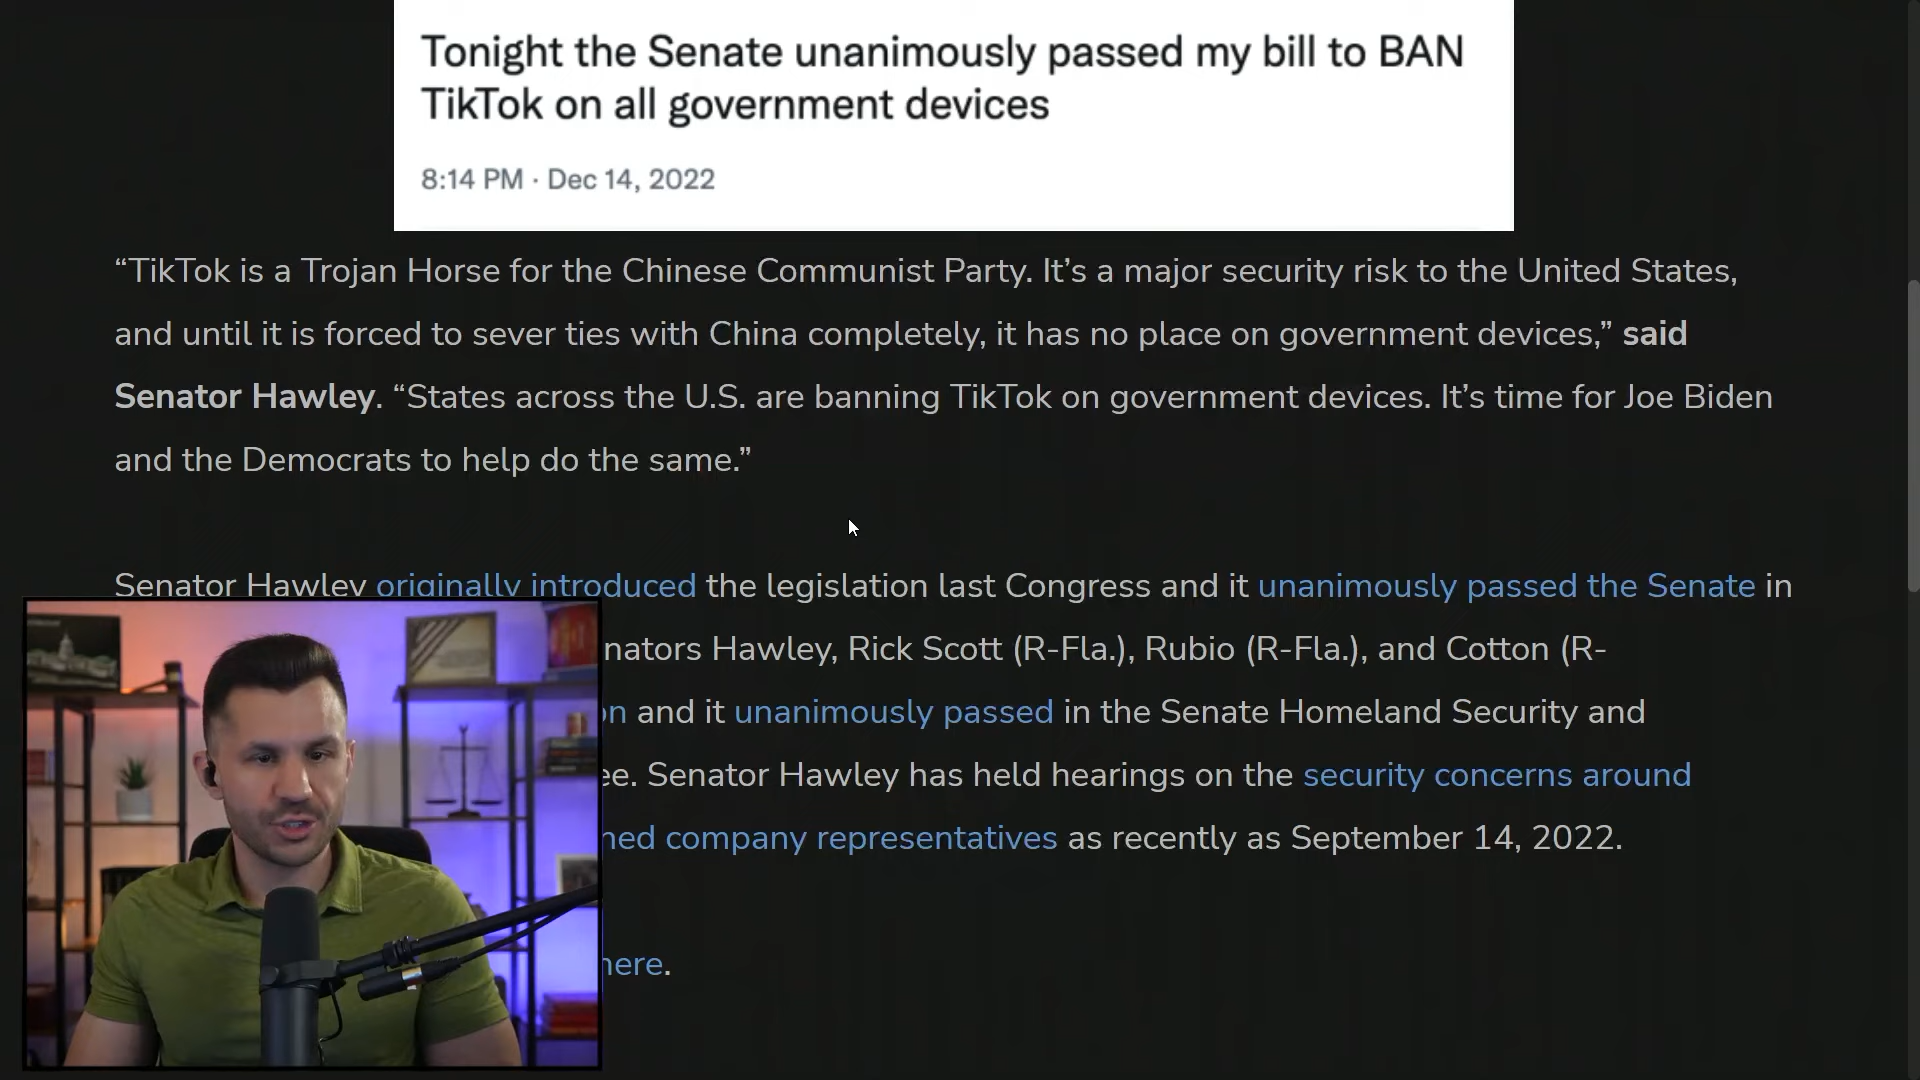 Tonight the Senate unanimously passed my bill to BAN
TikTok on all government devices
8:14 PM · Dec 14, 2022
“TikTok is a Trojan Horse for the Chinese Communist Party. It’s a major security risk to the United States,
and until it is forced to sever ties with China completely, it has no place on government devices,” said
Senator Hawley. “States across the U.S. are banning TikTok on government devices. It’s time for Joe Biden
and the Democrats to help do the same.”
Senator Hawley originally introduced the legislation last Congress and it unanimously passed the Senate in
nators Hawley, Rick Scott (R-Fla.), Rubio (R-Fla.), and Cotton (R-
on and it unanimously passed in the Senate Homeland Security and
ee. Senator Hawley has held hearings on the security concerns around
ned company representatives as recently as September 14, 2022.
here.